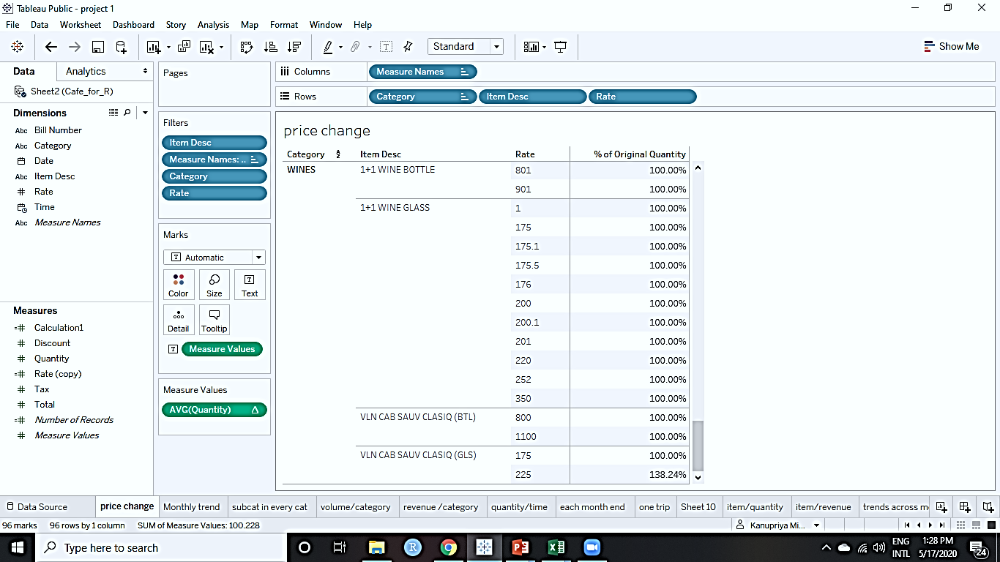 Tableau Public - project 1
File Data Worksheet Dashboard Story Analysis Map Format Window Help
Standard
Show Me
Data Analytics
Sheet2 (Cafe_for_R)
Dimensions
Abc Bill Number
Abc Category
Date
Abc Item Desc
# Rate
Time
Abc Measure Names
Measures
=# Calculation1
# Discount
# Quantity
=# Rate (copy)
# Tax
# Total
=# Number of Records
# Measure Values
Pages
Filters
Item Desc
Measure Names: ..
Category
Rate
Marks
T Automatic
Color Size Text
Detail Tooltip
T Measure Values
Measure Values
AVG(Quantity) Δ
Columns Measure Names
Rows Category Item Desc Rate
price change
Category Item Desc Rate % of Original Quantity
WINES 1+1 WINE BOTTLE 801 100.00%
901 100.00%
1+1 WINE GLASS 1 100.00%
175 100.00%
175.1 100.00%
175.5 100.00%
176 100.00%
200 100.00%
200.1 100.00%
201 100.00%
220 100.00%
252 100.00%
350 100.00%
VLN CAB SAUV CLASIQ (BTL) 800 100.00%
1100 100.00%
VLN CAB SAUV CLASIQ (GLS) 175 100.00%
225 138.24%
Data Source price change Monthly trend subcat in every cat volume/category revenue /category quantity/time each month end one trip Sheet 10 item/quantity item/revenue trends across m
96 marks 96 rows by 1 column SUM of Measure Values: 100.228 Kanupriya Mi...
Type here to search
ENG 1:28 PM
INTL 5/17/2020
24